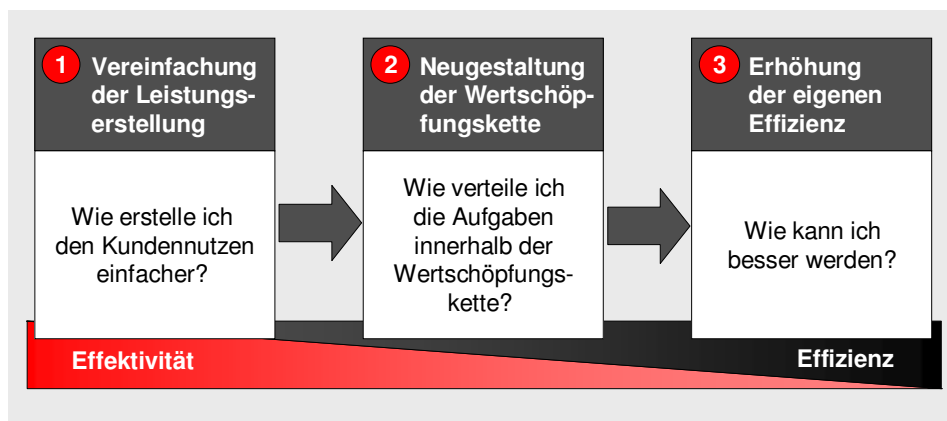 1
Vereinfachung
der Leistungs-
erstellung
Wie erstelle ich
den Kundennutzen
einfacher?
2
Neugestaltung
der Wertschöp-
fungskette
Wie verteile ich
die Aufgaben
innerhalb der
Wertschöpfungs-
kette?
3
Erhöhung
der eigenen
Effizienz
Wie kann ich
besser werden?
Effektivität
Effizienz